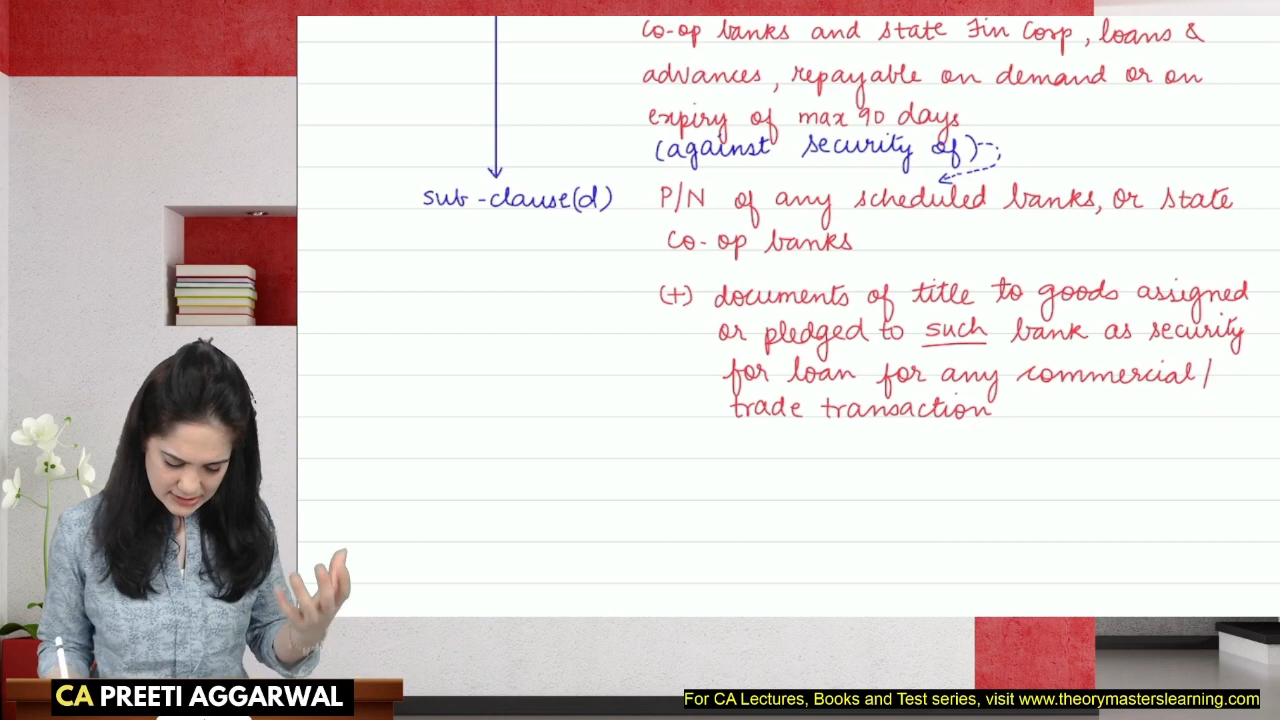 Co-op banks and State Fin Corp, loans &
advances, repayable on demand or on
expiry of max 90 days
(against security of)
sub-clause(d) P/N of any scheduled banks, or State
Co-op banks
(+) documents of title to goods assigned
or pledged to such bank as security
for loan for any commercial/
trade transaction
CA PREETI AGGARWAL
For CA Lectures, Books and Test series, visit www.theorymasterslearning.com